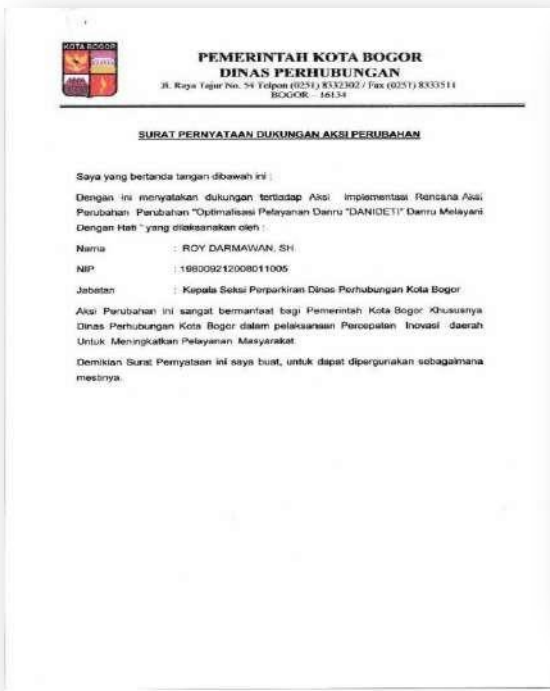 KOTA BOGOR
PEMERINTAH KOTA BOGOR
DINAS PERHUBUNGAN
Jl. Raya Tajur No. 54 Telpon (0251) 8332302 / Fax (0251) 8333511
BOGOR - 16134
SURAT PERNYATAAN DUKUNGAN AKSI PERUBAHAN
Saya yang bertanda tangan dibawah ini :
Dengan ini menyatakan dukungan terhadap Aksi Implementasi Rencana Aksi
Perubahan Perubahan "Optimalisasi Pelayanan Danru "DANIDETI" Danru Melayani
Dengan Hati " yang dilaksanakan oleh :
Nama : ROY DARMAWAN, SH
NIP : 198009212008011005
Jabatan : Kepala Seksi Perparkiran Dinas Perhubungan Kota Bogor
Aksi Perubahan ini sangat bermanfaat bagi Pemerintah Kota Bogor Khususnya
Dinas Perhubungan Kota Bogor dalam pelaksanaan Percepatan Inovasi daerah
Untuk Meningkatkan Pelayanan Masyarakat.
Demikian Surat Pernyataan ini saya buat, untuk dapat dipergunakan sebagaimana
mestinya.